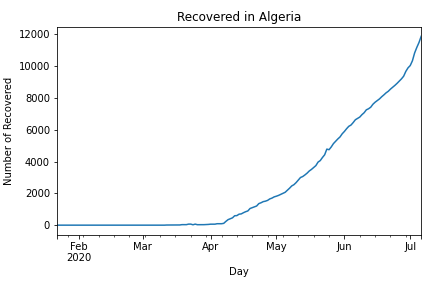 Recovered in Algeria
Number of Recovered
12000
10000
8000
6000
4000
2000
0
Feb
2020
Mar
Apr
May
Jun
Jul
Day